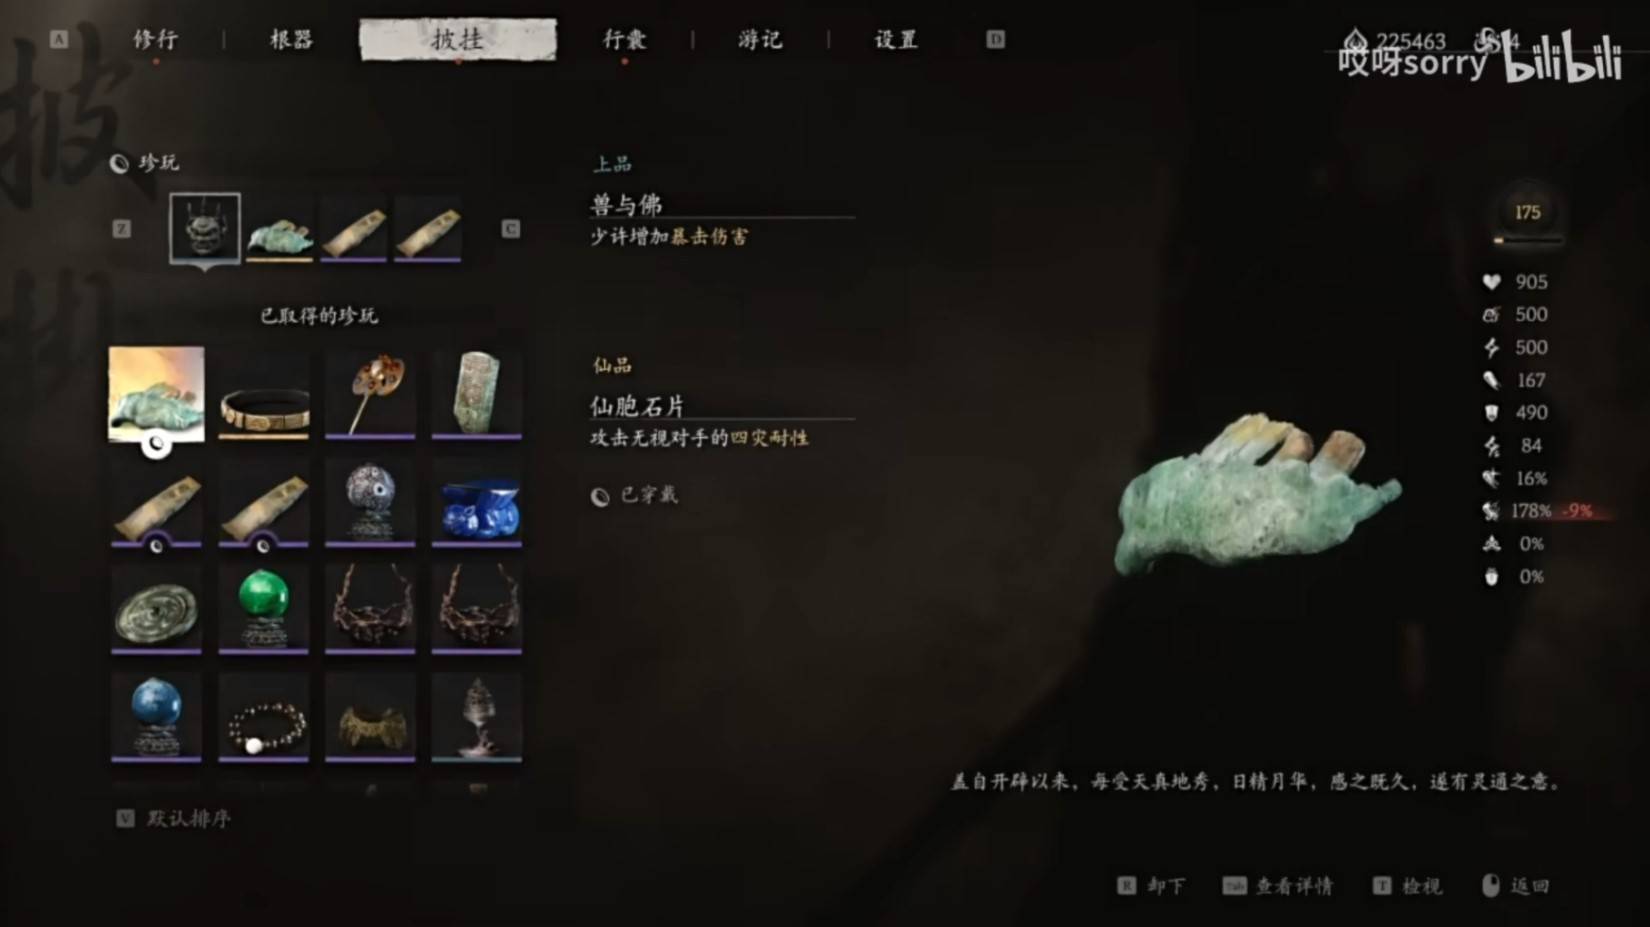 A 修行 根器 披挂 行囊 游记 设置 D
225463
哎呀sorry bilibili
珍玩
Z C
已取得的珍玩
V 默认排序
上品
兽与佛
少许增加暴击伤害
仙品
仙胞石片
攻击无视对手的四灾耐性
已穿戴
175
905
500
500
167
490
84
16%
178% -9%
0%
0%
盖自开辟以来，每受天真地秀，日精月华，感之既久，遂有灵通之意。
R 卸下 Tab 查看详情 T 检视 返回